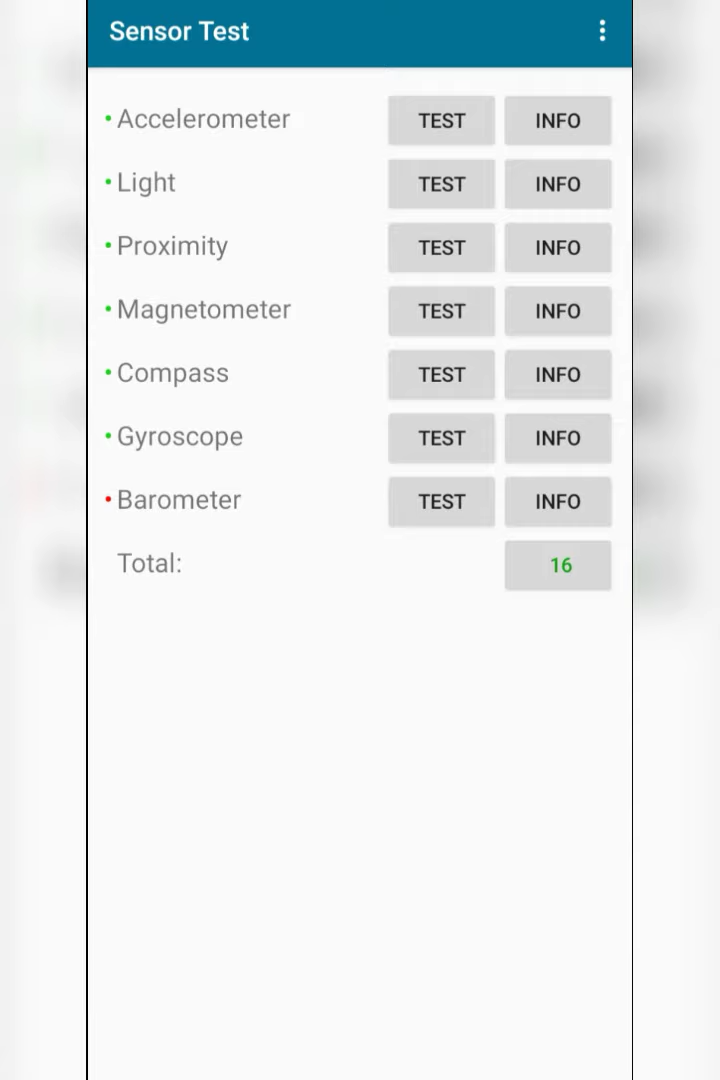 Sensor Test
Accelerometer TEST INFO
Light TEST INFO
Proximity TEST INFO
Magnetometer TEST INFO
Compass TEST INFO
Gyroscope TEST INFO
Barometer TEST INFO
Total: 16